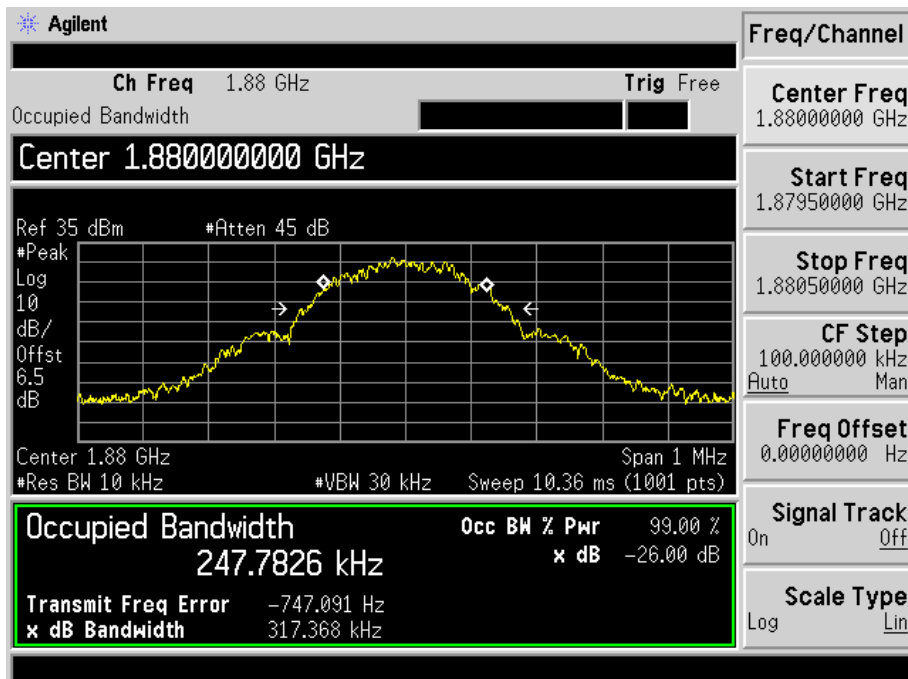 Agilent
Freq/Channel
Ch Freq 1.88 GHz Trig Free
Occupied Bandwidth
Center 1.880000000 GHz
Ref 35 dBm #Atten 45 dB
#Peak
Log
10
dB/
Offst
6.5
dB
Center 1.88 GHz Span 1 MHz
#Res BW 10 kHz #VBW 30 kHz Sweep 10.36 ms (1001 pts)
Occupied Bandwidth
247.7826 kHz
Occ BW % Pwr 99.00 %
x dB -26.00 dB
Transmit Freq Error -747.091 Hz
x dB Bandwidth 317.368 kHz
Center Freq
1.88000000 GHz
Start Freq
1.87950000 GHz
Stop Freq
1.88050000 GHz
CF Step
100.000000 kHz
Auto Man
Freq Offset
0.00000000 Hz
Signal Track
On Off
Scale Type
Log Lin